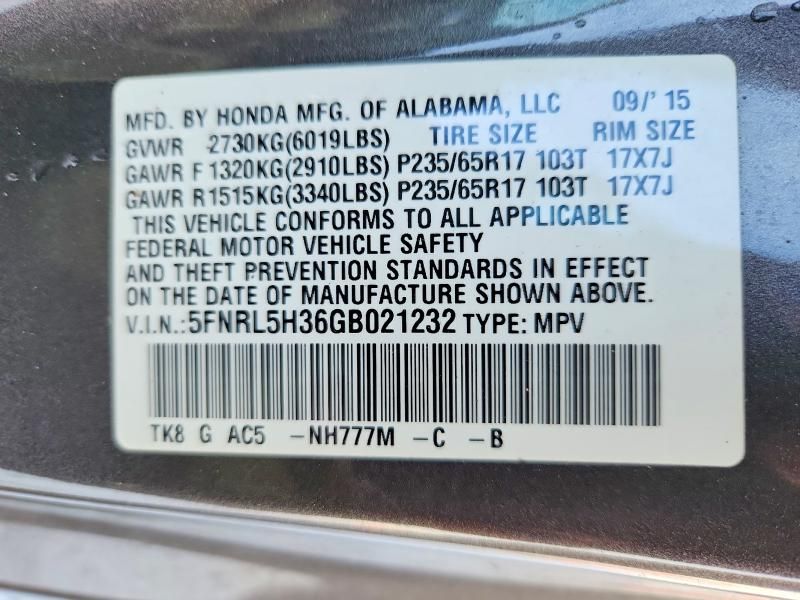 MFD. BY HONDA MFG. OF ALABAMA, LLC 09/'15
GVWR 2730KG(6019LBS) TIRE SIZE RIM SIZE
GAWR F1320KG(2910LBS) P235/65R17 103T 17X7J
GAWR R1515KG(3340LBS) P235/65R17 103T 17X7J
THIS VEHICLE CONFORMS TO ALL APPLICABLE
FEDERAL MOTOR VEHICLE SAFETY
AND THEFT PREVENTION STANDARDS IN EFFECT
ON THE DATE OF MANUFACTURE SHOWN ABOVE.
V.I.N.:5FNRL5H36GB021232 TYPE: MPV
TK8 G AC5 -NH777M -C -B